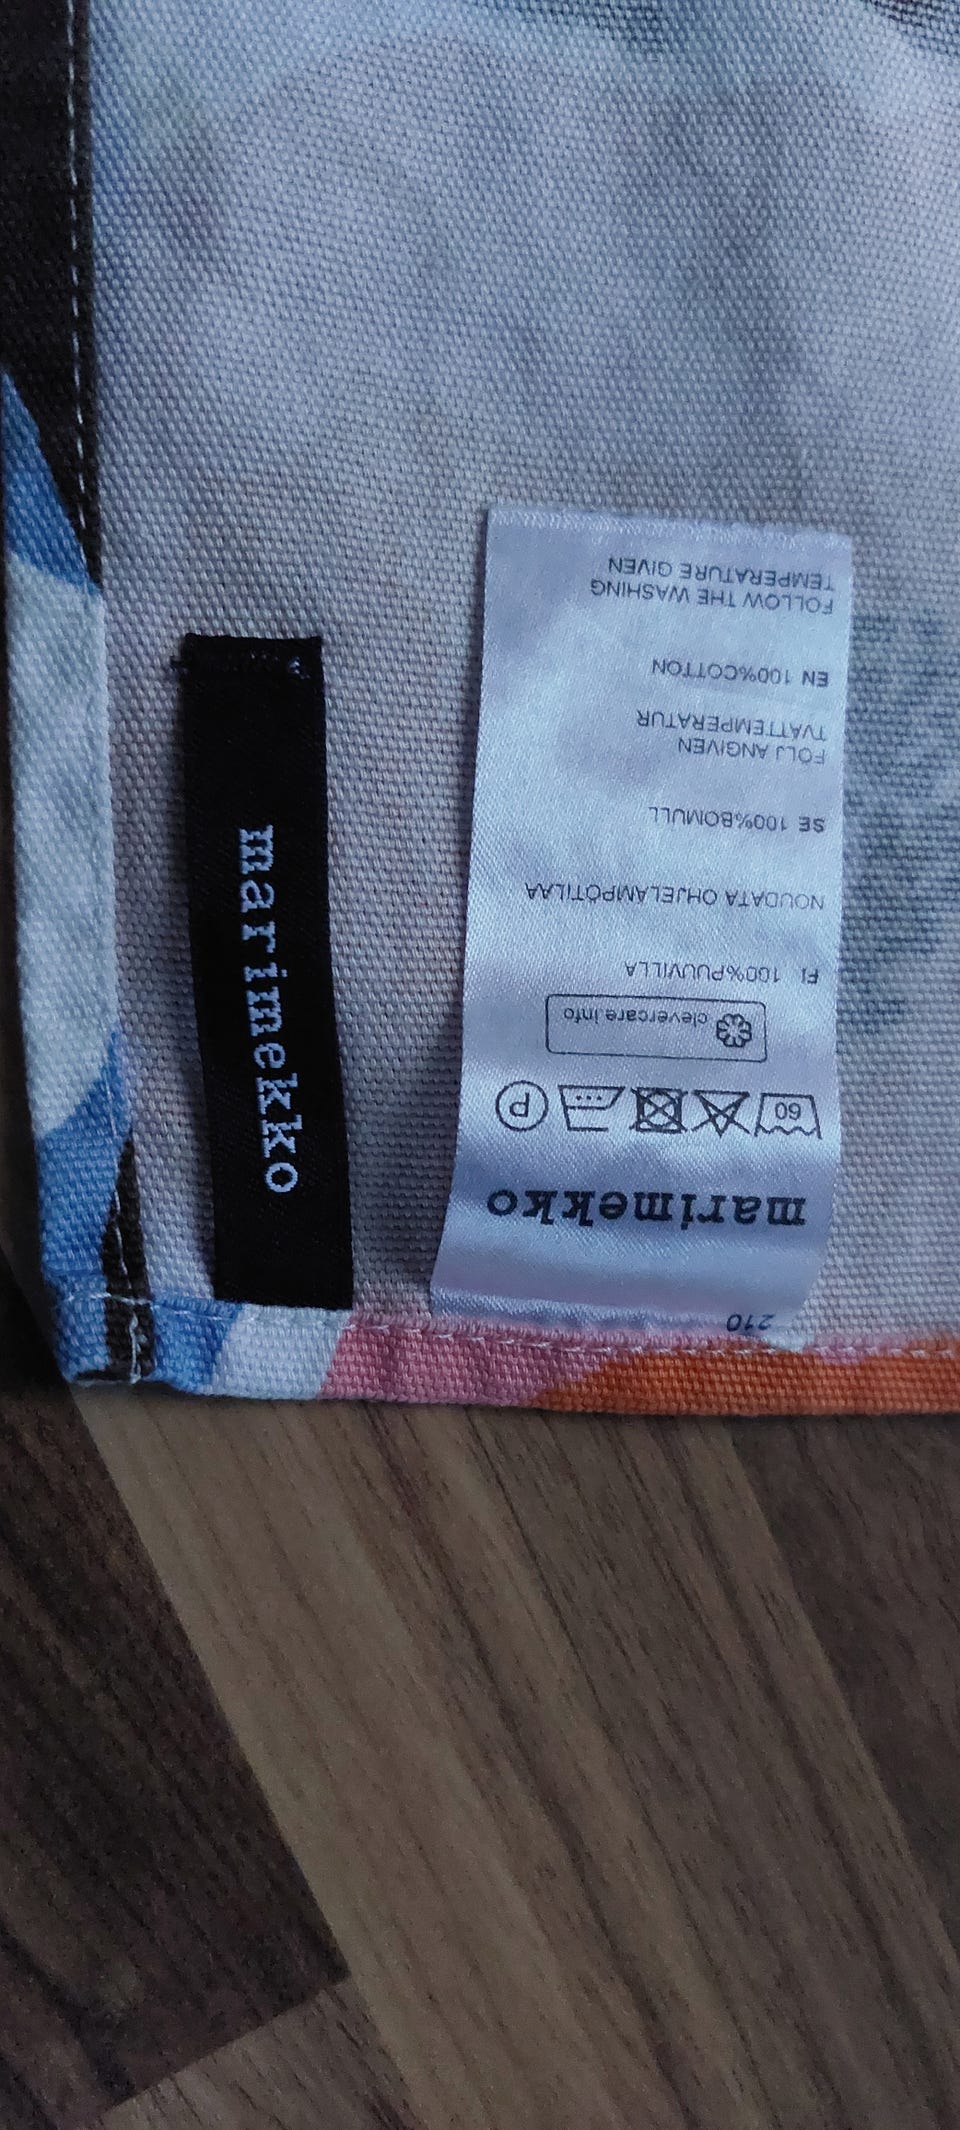 marimekko
210
marimekko
60
P
clevercare.info
FI 100%PUUVILLA
NOUDATA OHJELÄMPÖTILAA
SE 100%BOMULL
FÖLJ ANGIVEN
TVÄTTEMPERATUR
EN 100%COTTON
FOLLOW THE WASHING
TEMPERATURE GIVEN